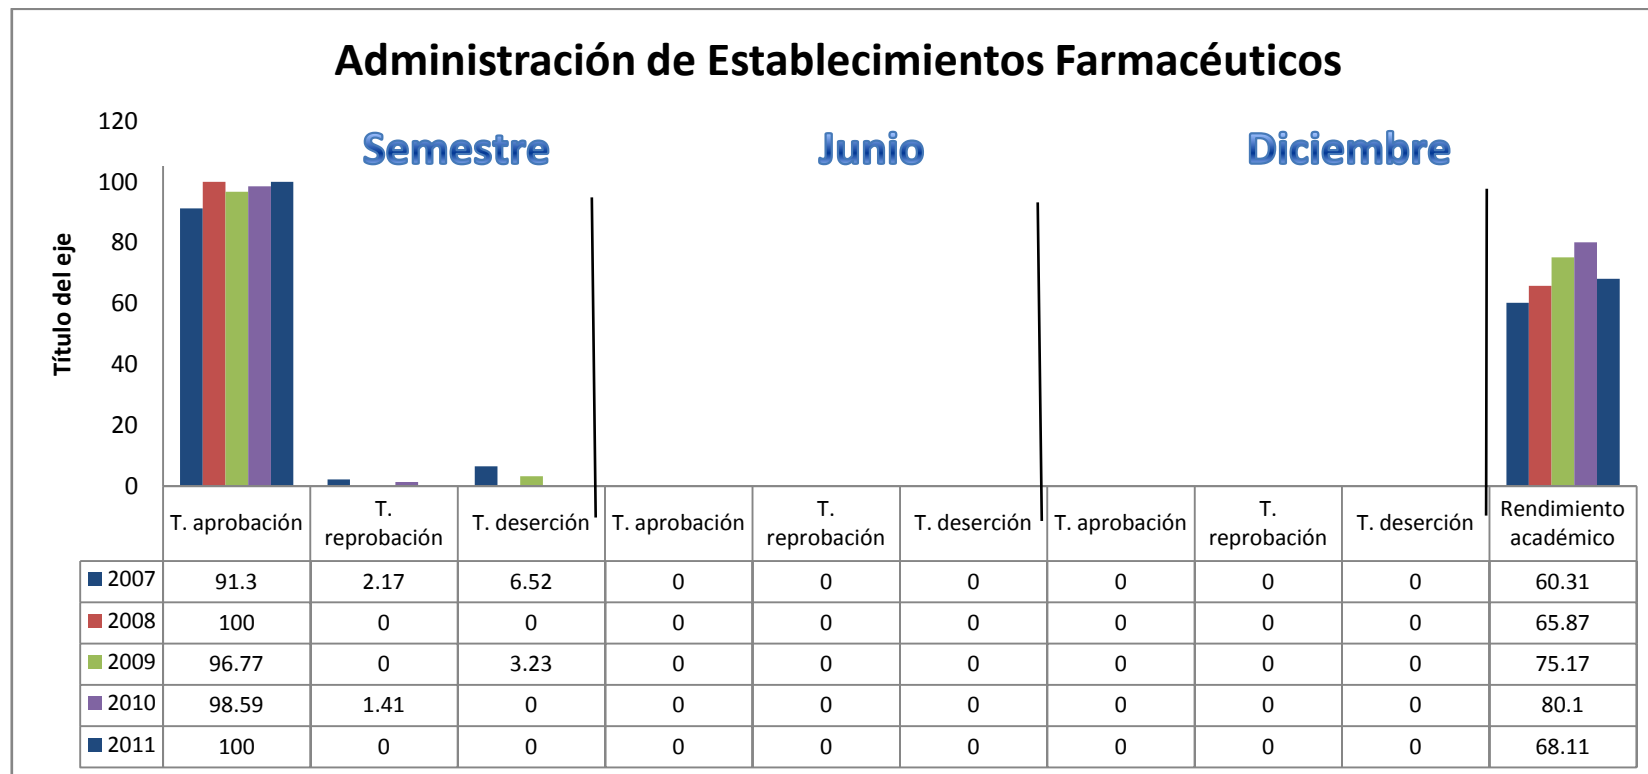 Administración de Establecimientos Farmacéuticos
Semestre Junio Diciembre
Título del eje
120
100
80
60
40
20
0
T. aprobación T. reprobación T. deserción T. aprobación T. reprobación T. deserción T. aprobación T. reprobación T. deserción Rendimiento académico
2007 91.3 2.17 6.52 0 0 0 0 0 0 60.31
2008 100 0 0 0 0 0 0 0 0 65.87
2009 96.77 0 3.23 0 0 0 0 0 0 75.17
2010 98.59 1.41 0 0 0 0 0 0 0 80.1
2011 100 0 0 0 0 0 0 0 0 68.11